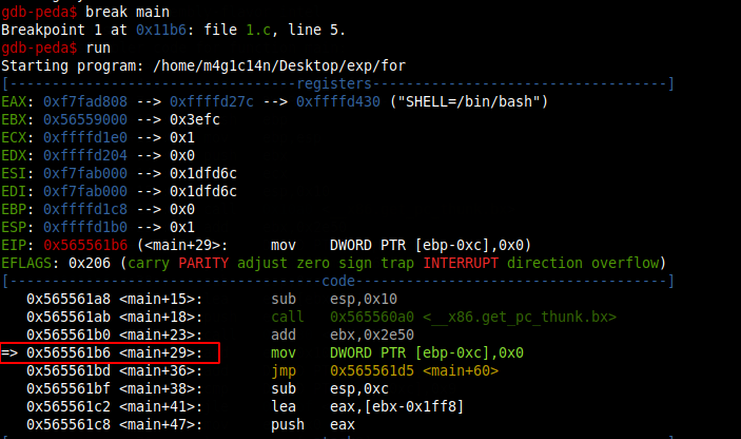 gdb-peda$ break main
Breakpoint 1 at 0x11b6: file 1.c, line 5.
gdb-peda$ run
Starting program: /home/m4g1c14n/Desktop/exp/for
[----------------------------------registers-----------------------------------]
EAX: 0xf7fad808 --> 0xffffd27c --> 0xffffd430 ("SHELL=/bin/bash")
EBX: 0x56559000 --> 0x3efc
ECX: 0xffffd1e0 --> 0x1
EDX: 0xffffd204 --> 0x0
ESI: 0xf7fab000 --> 0x1dfd6c
EDI: 0xf7fab000 --> 0x1dfd6c
EBP: 0xffffd1c8 --> 0x0
ESP: 0xffffd1b0 --> 0x1
EIP: 0x565561b6 (<main+29>: mov DWORD PTR [ebp-0xc],0x0)
EFLAGS: 0x206 (carry PARITY adjust zero sign trap INTERRUPT direction overflow)
[-------------------------------------code-------------------------------------]
0x565561a8 <main+15>: sub esp,0x10
0x565561ab <main+18>: call 0x565560a0 <__x86.get_pc_thunk.bx>
0x565561b0 <main+23>: add ebx,0x2e50
=> 0x565561b6 <main+29>: mov DWORD PTR [ebp-0xc],0x0
0x565561bd <main+36>: jmp 0x565561d5 <main+60>
0x565561bf <main+38>: sub esp,0xc
0x565561c2 <main+41>: lea eax,[ebx-0x1ff8]
0x565561c8 <main+47>: push eax